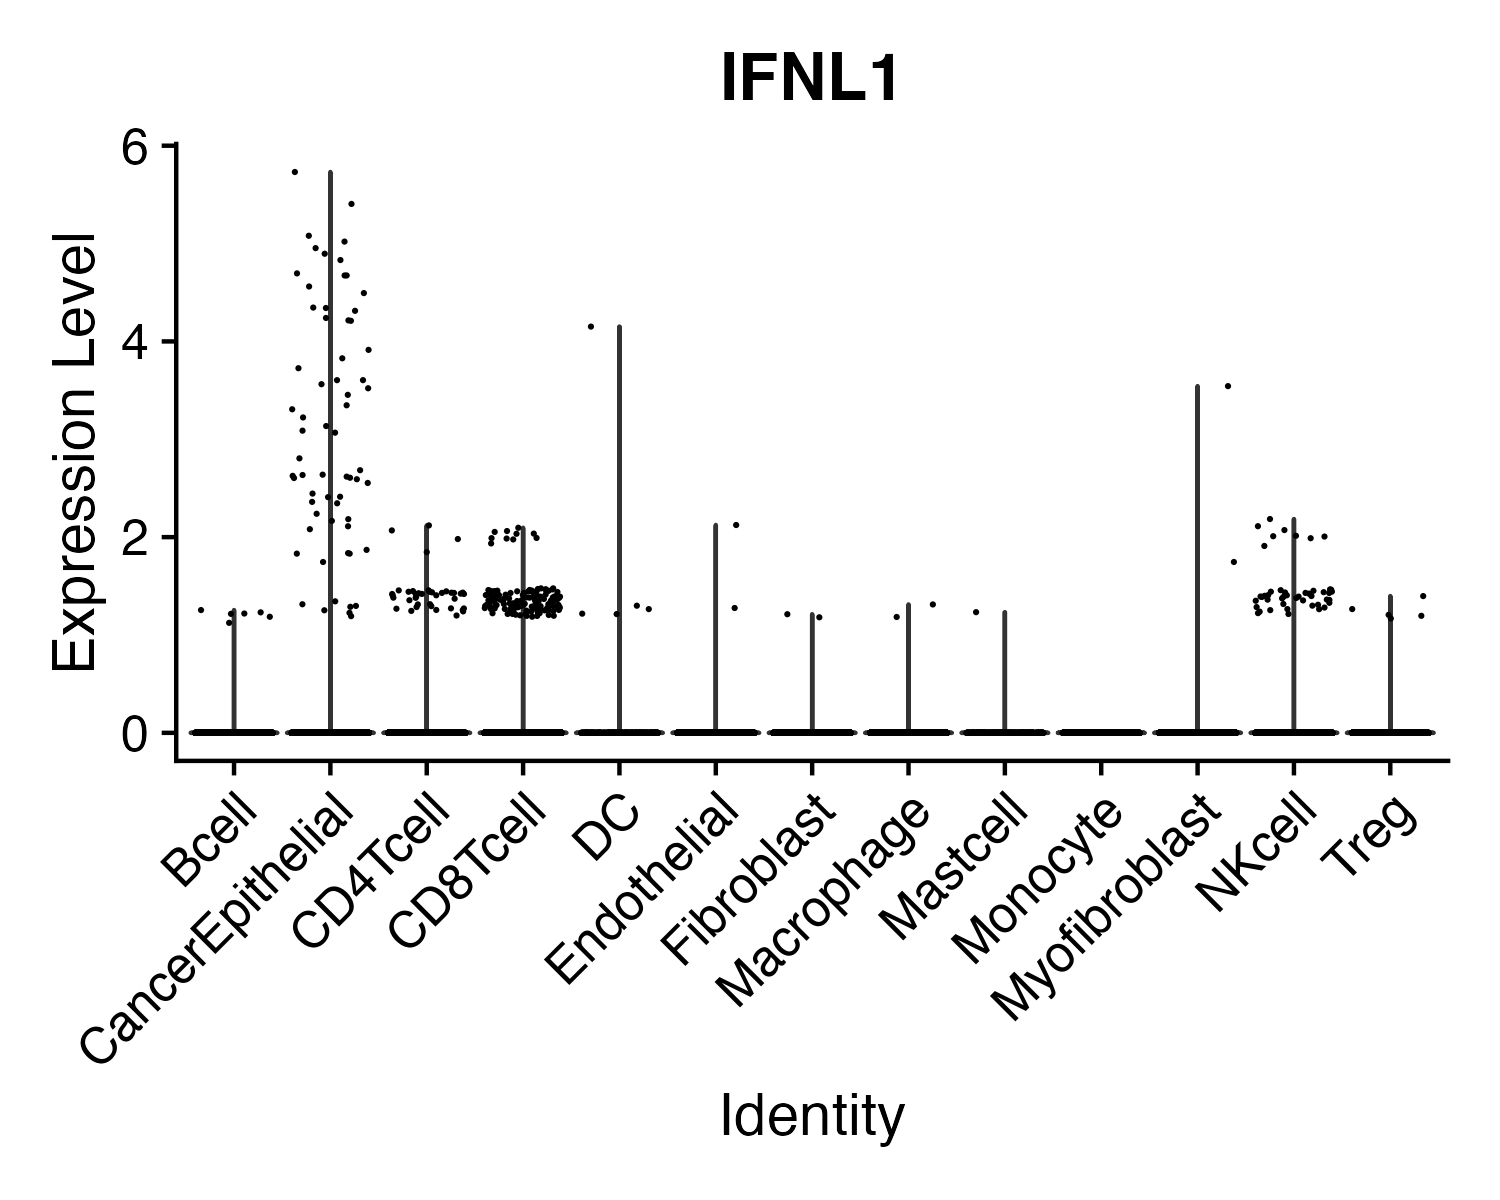 IFNL1
Expression Level
6
4
2
0
Bcell
CancerEpithelial
CD4Tcell
CD8Tcell
DC
Endothelial
Fibroblast
Macrophage
Mastcell
Monocyte
Myofibroblast
NKcell
Treg
Identity